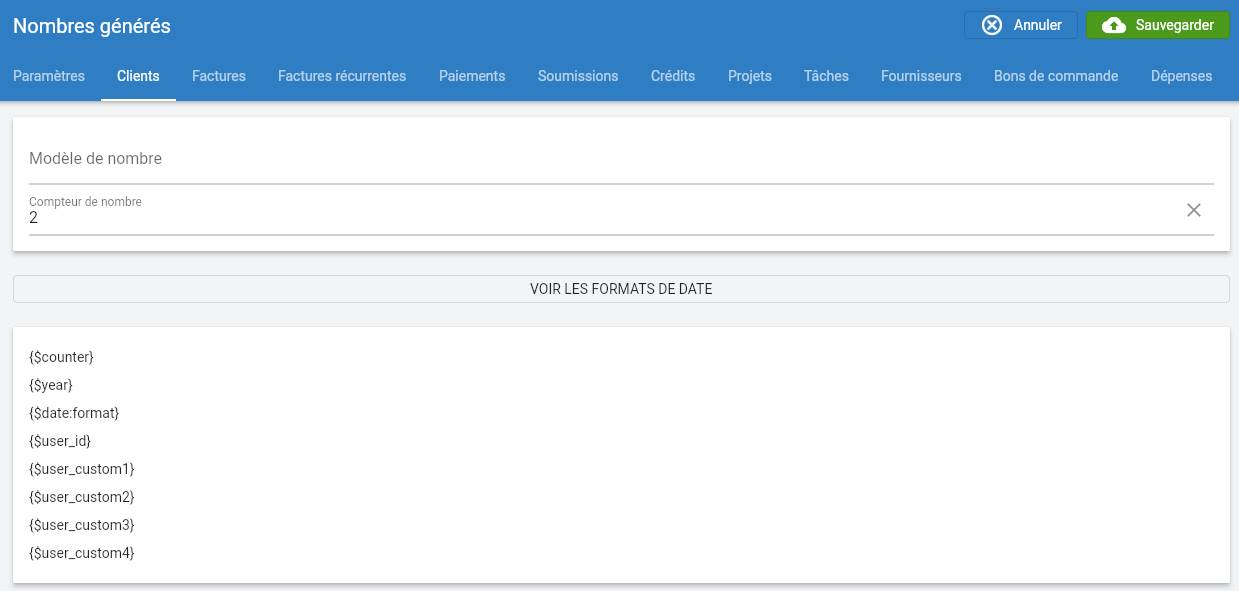 Nombres générés
Annuler
Sauvegarder
Paramètres Clients Factures Factures récurrentes Paiements Soumissions Crédits Projets Tâches Fournisseurs Bons de commande Dépenses
Modèle de nombre
Compteur de nombre
2
VOIR LES FORMATS DE DATE
{$counter}
{$year}
{$date:format}
{$user_id}
{$user_custom1}
{$user_custom2}
{$user_custom3}
{$user_custom4}